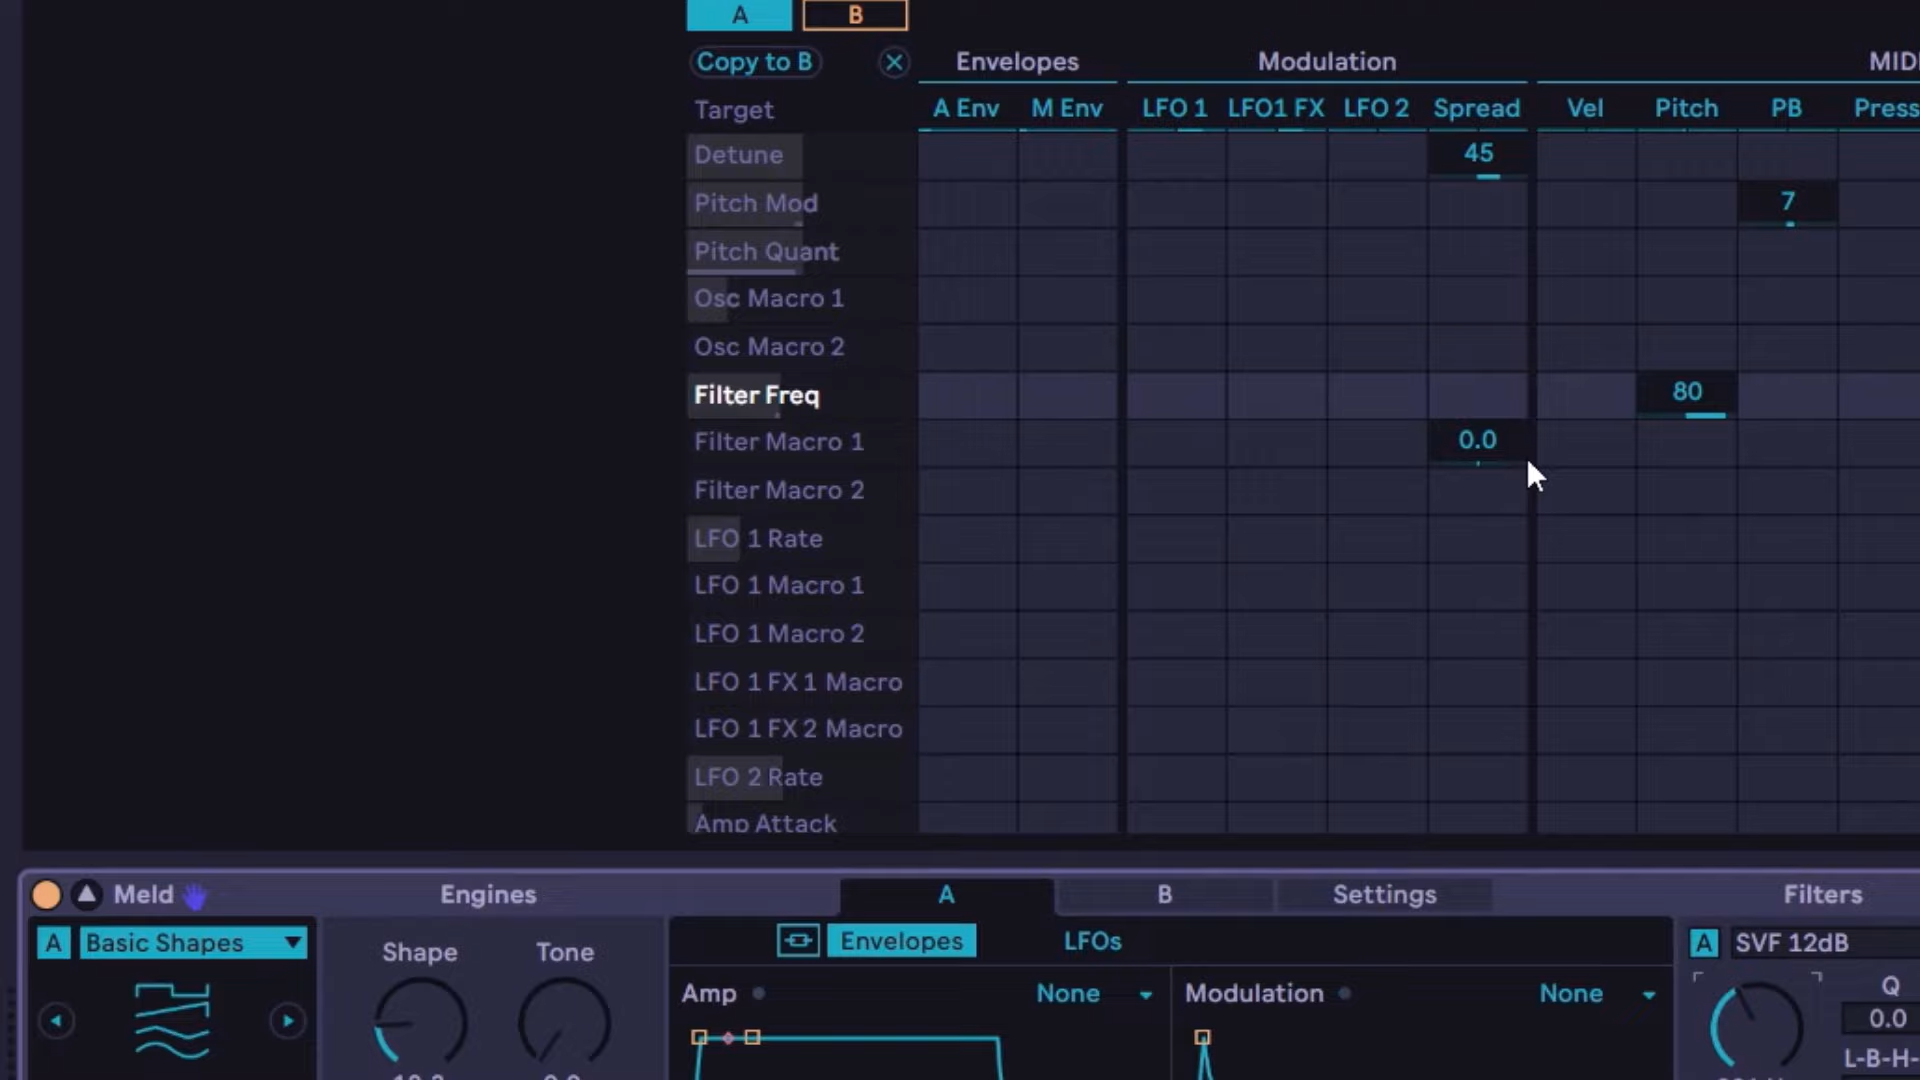 A B
Copy to B Envelopes Modulation
Target A Env M Env LFO 1 LFO1 FX LFO 2 Spread Vel Pitch PB Press
Detune 45
Pitch Mod 7
Pitch Quant
Osc Macro 1
Osc Macro 2
Filter Freq 80
Filter Macro 1 0.0
Filter Macro 2
LFO 1 Rate
LFO 1 Macro 1
LFO 1 Macro 2
LFO 1 FX 1 Macro
LFO 1 FX 2 Macro
LFO 2 Rate
Amp Attack
Meld Engines A B Settings Filters
A Basic Shapes Shape Tone Envelopes LFOs A SVF 12dB
Amp None Modulation None Q
0.0
L-B-H-